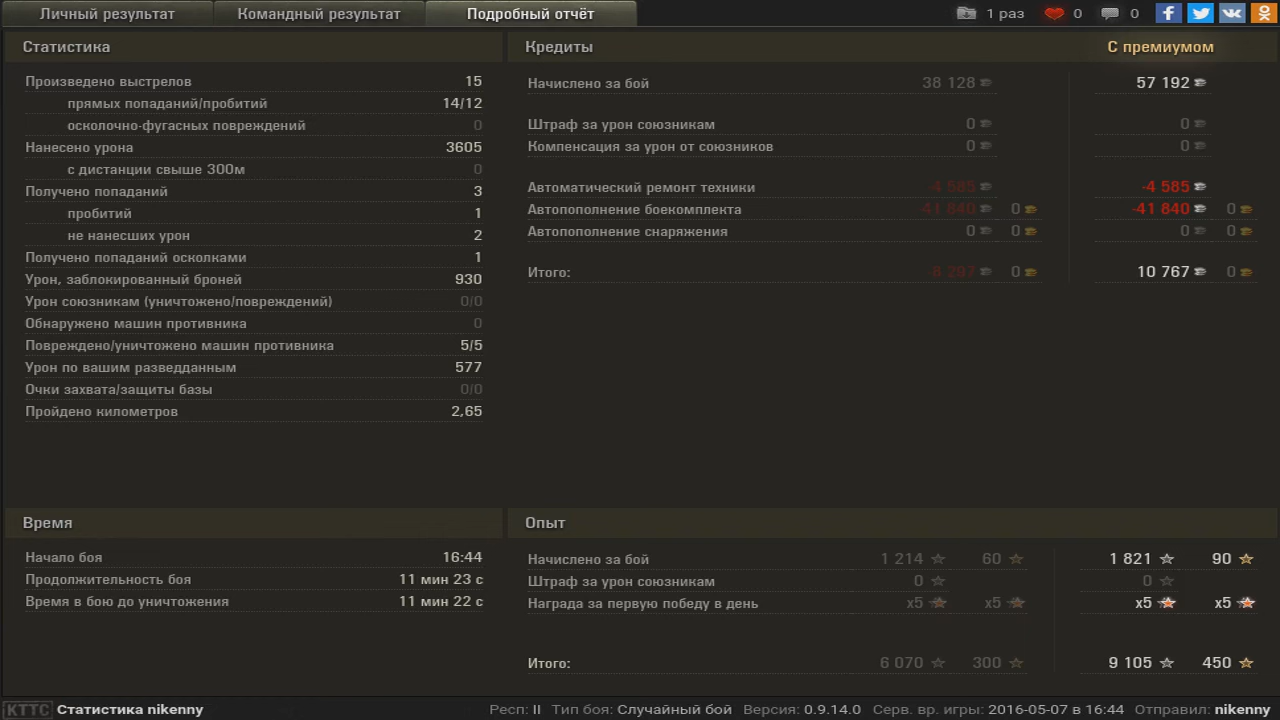 Личный результат Командный результат Подробный отчёт 1 раз 0 0
Статистика
Произведено выстрелов 15
прямых попаданий/пробитий 14/12
осколочно-фугасных повреждений 0
Нанесено урона 3605
с дистанции свыше 300м 0
Получено попаданий 3
пробитий 1
не нанесших урон 2
Получено попаданий осколками 1
Урон, заблокированный броней 930
Урон союзникам (уничтожено/повреждений) 0/0
Обнаружено машин противника 0
Повреждено/уничтожено машин противника 5/5
Урон по вашим разведданным 577
Очки захвата/защиты базы 0/0
Пройдено километров 2,65
Кредиты С премиумом
Начислено за бой 38 128 57 192
Штраф за урон союзникам 0 0
Компенсация за урон от союзников 0 0
Автоматический ремонт техники -4 585 -4 585
Автопополнение боекомплекта -41 840 0 -41 840 0
Автопополнение снаряжения 0 0 0 0
Итого: -8 297 0 10 767 0
Время
Начало боя 16:44
Продолжительность боя 11 мин 23 с
Время в бою до уничтожения 11 мин 22 с
Опыт
Начислено за бой 1 214 60 1 821 90
Штраф за урон союзникам 0 0
Награда за первую победу в день x5 x5 x5 x5
Итого: 6 070 300 9 105 450
КТТС Статистика nikenny Респ: II Тип боя: Случайный бой Версия: 0.9.14.0 Серв. вр. игры: 2016-05-07 в 16:44 Отправил: nikenny